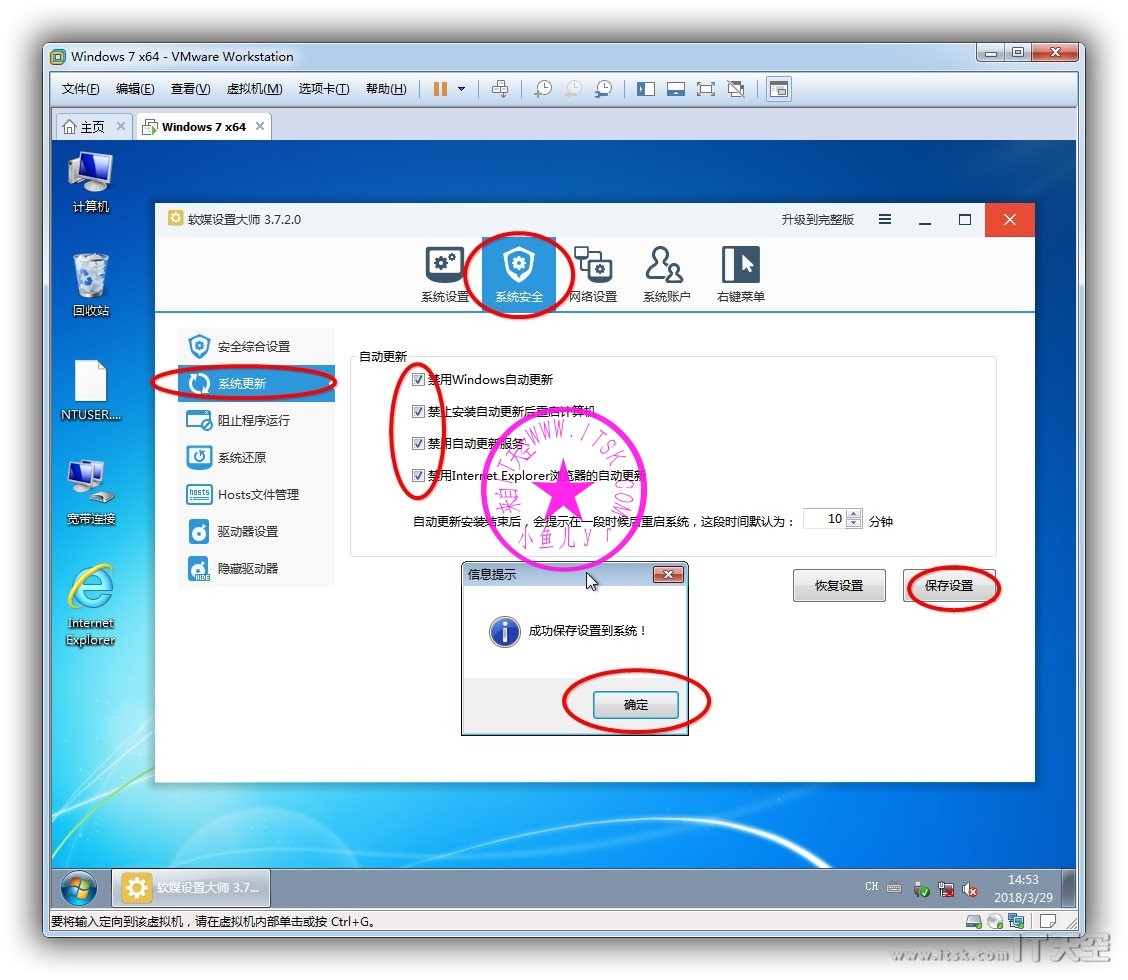 Windows 7 x64 - VMware Workstation
文件(F) 编辑(E) 查看(V) 虚拟机(M) 选项卡(T) 帮助(H)
主页 Windows 7 x64
计算机
回收站
NTUSER....
宽带连接
Internet
Explorer
软媒设置大师 3.7.2.0
升级到完整版
系统设置 系统安全 网络设置 系统账户 右键菜单
安全综合设置
系统更新
阻止程序运行
系统还原
hosts
Hosts文件管理
驱动器设置
HIDE
隐藏驱动器
自动更新
禁用Windows自动更新
禁止安装自动更新后重启计算机
禁用自动更新服务
禁用Internet Explorer浏览器的自动更新
自动更新安装结束后，会提示在一段时候后重启系统，这段时间默认为： 10 分钟
来自IT天空WWW.ITSK.COM
小鱼儿yr
恢复设置 保存设置
信息提示
成功保存设置到系统！
确定
软媒设置大师 3.7...
CH
14:53
2018/3/29
要将输入定向到该虚拟机，请在虚拟机内部单击或按 Ctrl+G。
www.itsk.com IT天空